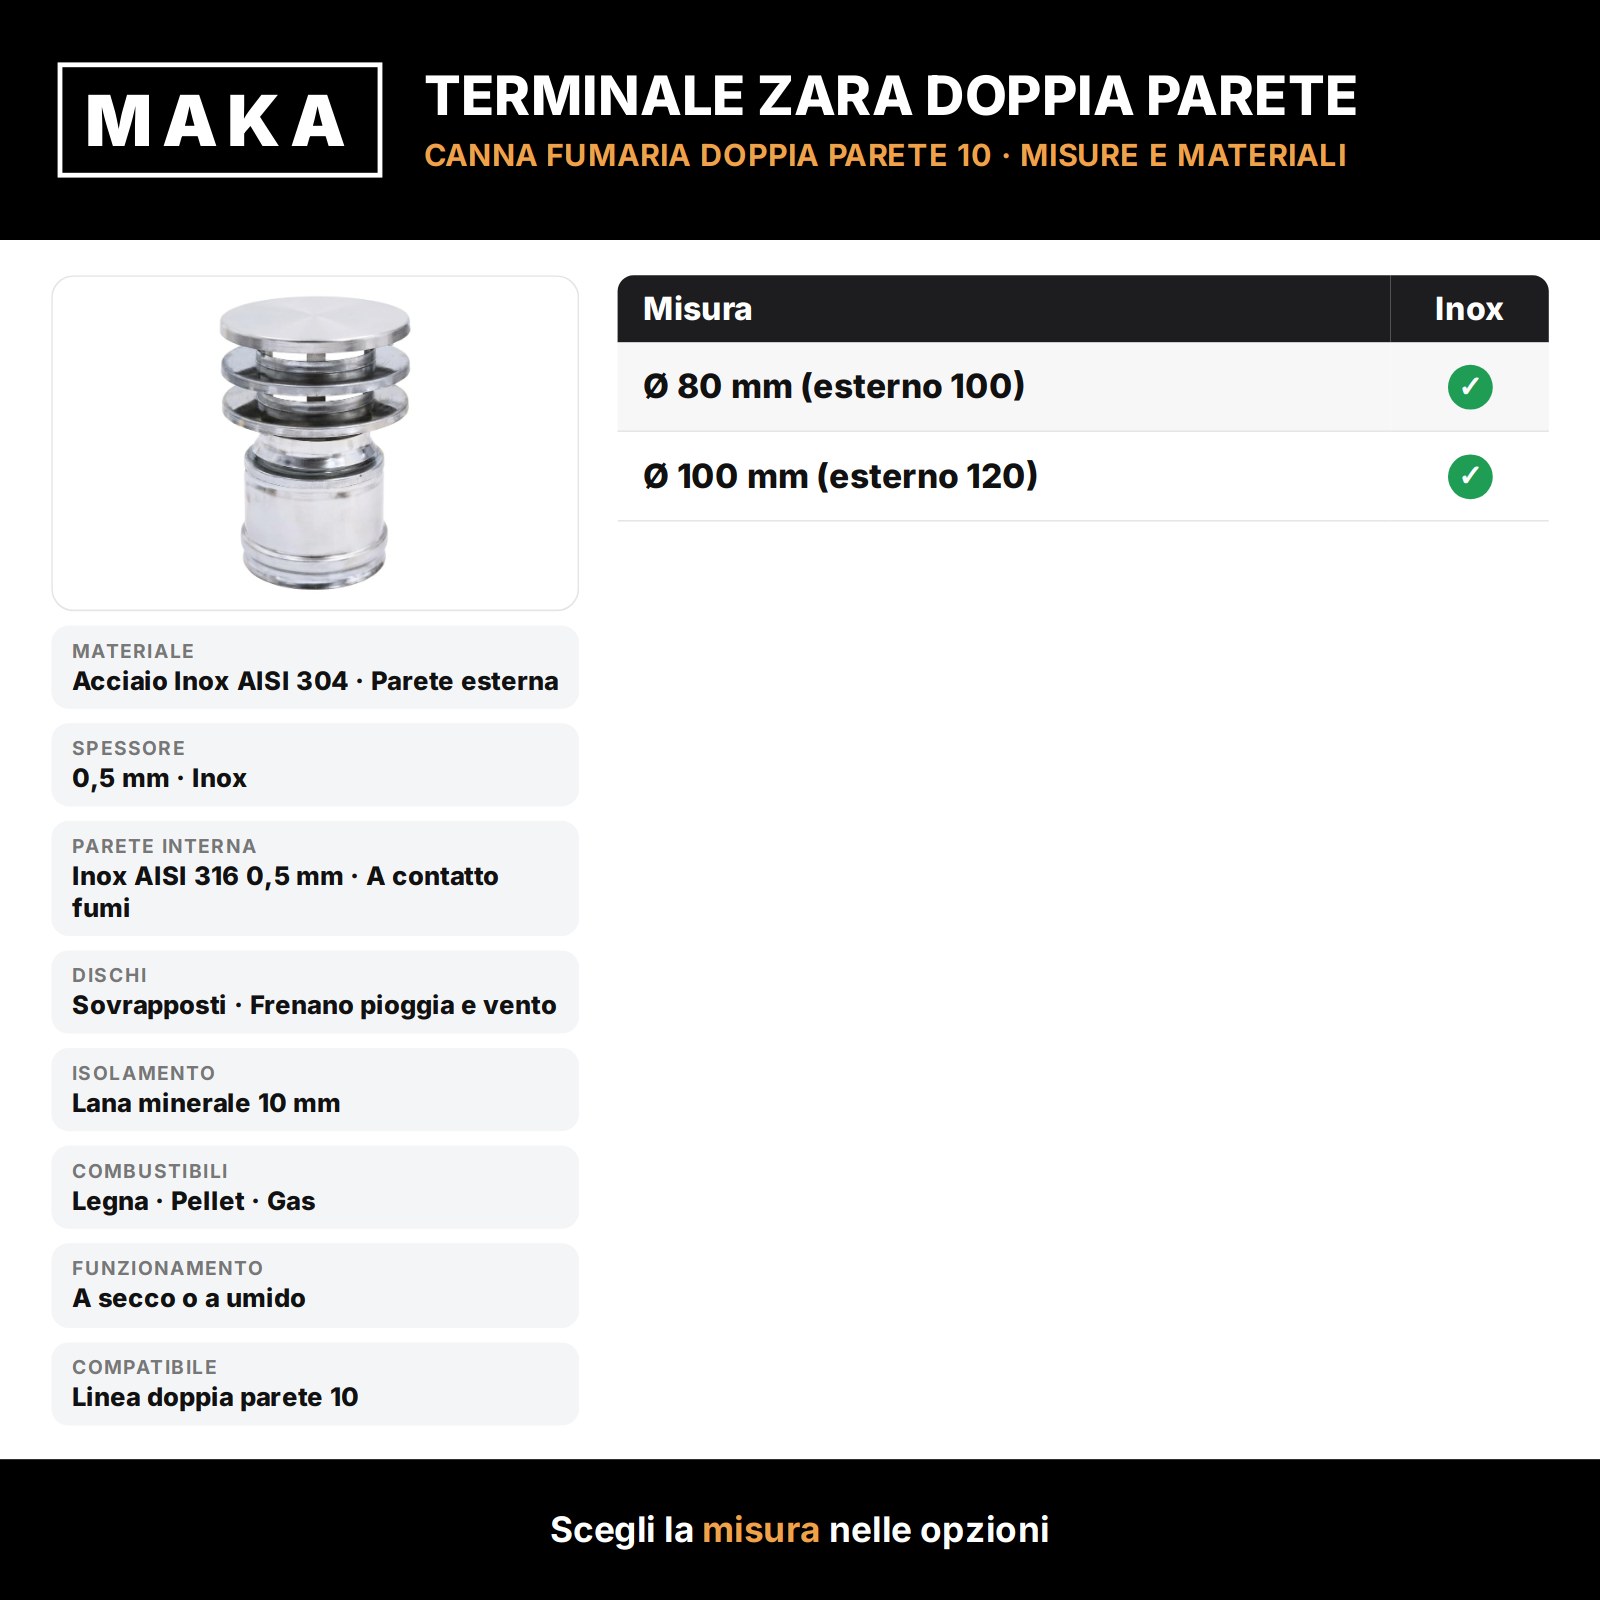 MAKA
TERMINALE ZARA DOPPIA PARETE
CANNA FUMARIA DOPPIA PARETE 10 · MISURE E MATERIALI
Misura Inox
Ø 80 mm (esterno 100) ✓
Ø 100 mm (esterno 120) ✓
MATERIALE
Acciaio Inox AISI 304 · Parete esterna
SPESSORE
0,5 mm · Inox
PARETE INTERNA
Inox AISI 316 0,5 mm · A contatto
fumi
DISCHI
Sovrapposti · Frenano pioggia e vento
ISOLAMENTO
Lana minerale 10 mm
COMBUSTIBILI
Legna · Pellet · Gas
FUNZIONAMENTO
A secco o a umido
COMPATIBILE
Linea doppia parete 10
Scegli la misura nelle opzioni